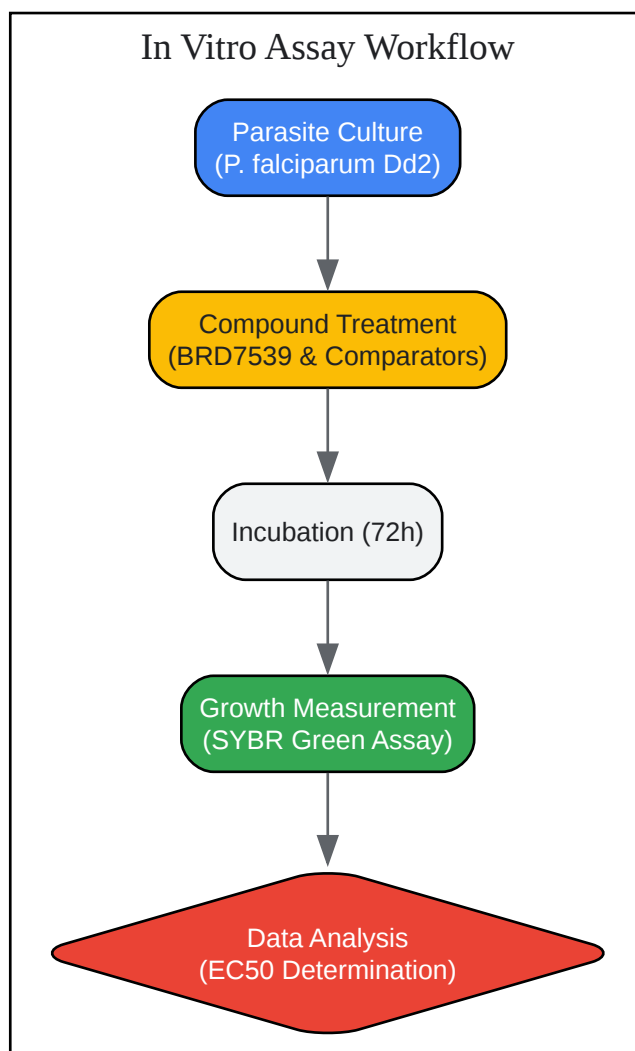 In Vitro Assay Workflow
Parasite Culture
(P. falciparum Dd2)
Compound Treatment
(BRD7539 & Comparators)
Incubation (72h)
Growth Measurement
(SYBR Green Assay)
Data Analysis
(EC50 Determination)